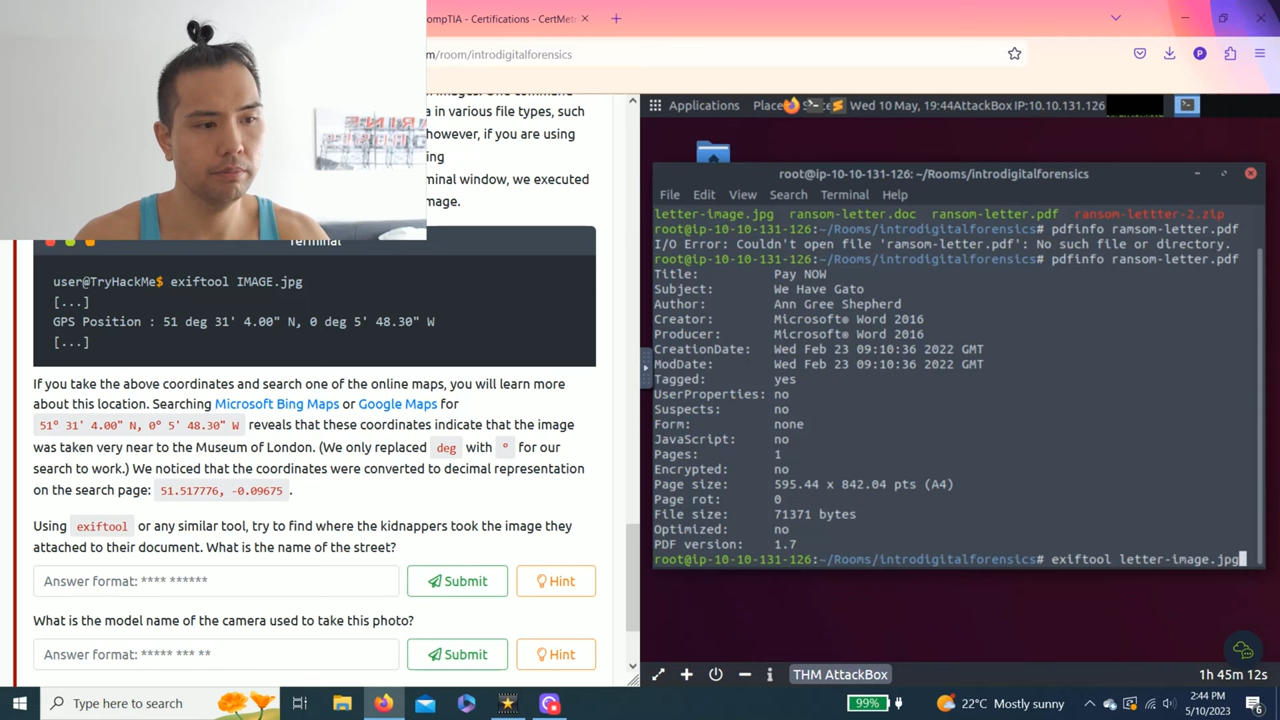 ompTIA - Certifications - CertMetr
m/room/introdigitalforensics
Applications Place Wed 10 May, 19:44 AttackBox IP:10.10.131.126
a in various file types, such
however, if you are using
ing
minal window, we executed
mage.
Terminal
user@TryHackMe$ exiftool IMAGE.jpg
[...]
GPS Position : 51 deg 31' 4.00" N, 0 deg 5' 48.30" W
[...]
If you take the above coordinates and search one of the online maps, you will learn more
about this location. Searching Microsoft Bing Maps or Google Maps for
51° 31' 4.00" N, 0° 5' 48.30" W reveals that these coordinates indicate that the image
was taken very near to the Museum of London. (We only replaced deg with ° for our
search to work.) We noticed that the coordinates were converted to decimal representation
on the search page: 51.517776, -0.09675.
Using exiftool or any similar tool, try to find where the kidnappers took the image they
attached to their document. What is the name of the street?
Answer format: **** ******
Submit
Hint
What is the model name of the camera used to take this photo?
Answer format: ***** *** **
Submit
Hint
root@ip-10-10-131-126: ~/Rooms/introdigitalforensics
File Edit View Search Terminal Help
letter-image.jpg ransom-letter.doc ransom-letter.pdf ransom-lettter-2.zip
root@ip-10-10-131-126:~/Rooms/introdigitalforensics# pdfinfo ramsom-letter.pdf
I/O Error: Couldn't open file 'ramsom-letter.pdf': No such file or directory.
root@ip-10-10-131-126:~/Rooms/introdigitalforensics# pdfinfo ransom-letter.pdf
Title: Pay NOW
Subject: We Have Gato
Author: Ann Gree Shepherd
Creator: Microsoft® Word 2016
Producer: Microsoft® Word 2016
CreationDate: Wed Feb 23 09:10:36 2022 GMT
ModDate: Wed Feb 23 09:10:36 2022 GMT
Tagged: yes
UserProperties: no
Suspects: no
Form: none
JavaScript: no
Pages: 1
Encrypted: no
Page size: 595.44 x 842.04 pts (A4)
Page rot: 0
File size: 71371 bytes
Optimized: no
PDF version: 1.7
root@ip-10-10-131-126:~/Rooms/introdigitalforensics# exiftool letter-image.jpg
THM AttackBox
1h 45m 12s
Type here to search
99%
22°C Mostly sunny
2:44 PM
5/10/2023
6